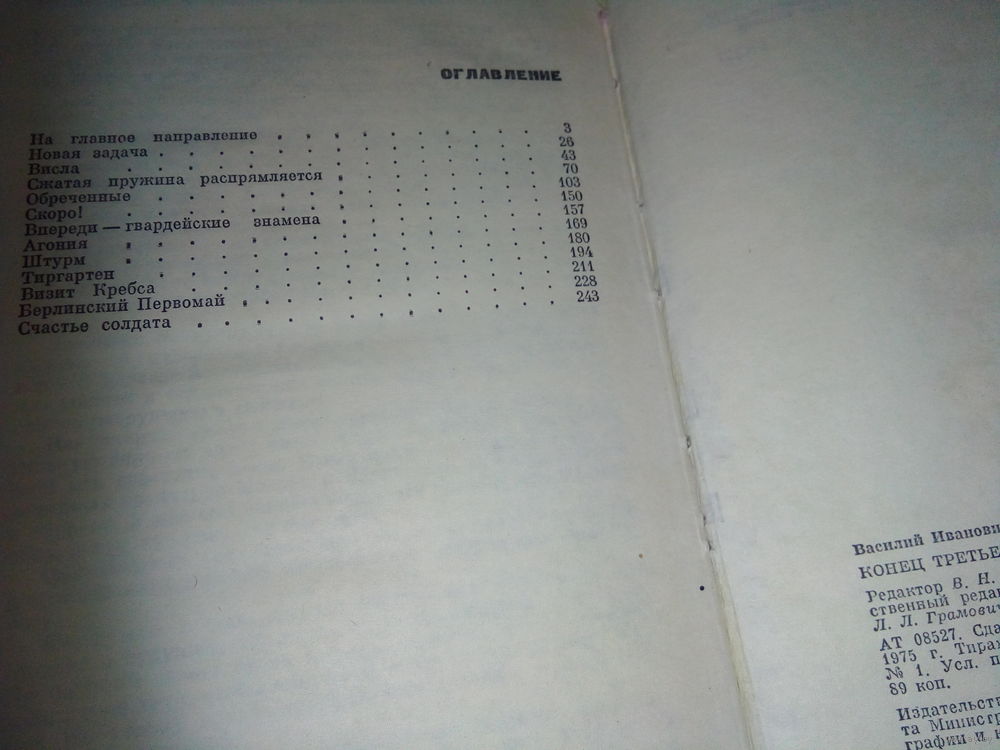 ОГЛАВЛЕНИЕ
На главное направление . . . . . . . . . 3
Новая задача . . . . . . . . . . . . . 26
Висла . . . . . . . . . . . . . . 43
Сжатая пружина распрямляется . . . . . . . 70
Обреченные . . . . . . . . . . . . . 103
Скоро! . . . . . . . . . . . . . . 150
Впереди — гвардейские знамена . . . . . . . 157
Агония . . . . . . . . . . . . . . 169
Штурм . . . . . . . . . . . . . . 180
Тиргартен . . . . . . . . . . . . . 194
Визит Кребса . . . . . . . . . . . . 211
Берлинский Первомай . . . . . . . . . . 228
Счастье солдата . . . . . . . . . . . . 243
Василий Иванови
КОНЕЦ ТРЕТЬЕ
Редактор В. Н.
ственный реда
Л. Л. Грамович
АТ 08527. Сда
1975 г. Тираж
№ 1. Усл. п
89 коп.
Издательств
та Минист
графии и